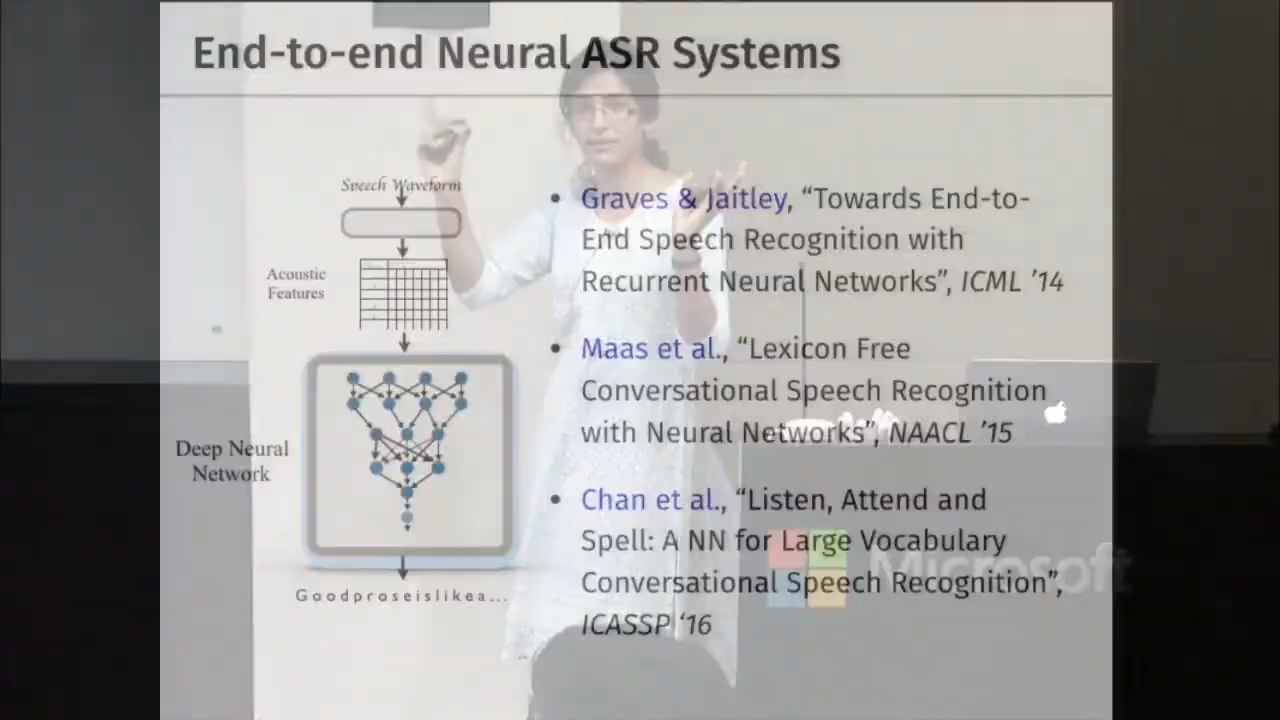 End-to-end Neural ASR Systems
Speech Waveform
Acoustic
Features
Deep Neural
Network
Goodproseislikea...
• Graves & Jaitley, “Towards End-to-
End Speech Recognition with
Recurrent Neural Networks”, ICML ’14
• Maas et al., “Lexicon Free
Conversational Speech Recognition
with Neural Networks”, NAACL ’15
• Chan et al., “Listen, Attend and
Spell: A NN for Large Vocabulary
Conversational Speech Recognition”,
ICASSP ‘16
Microsoft